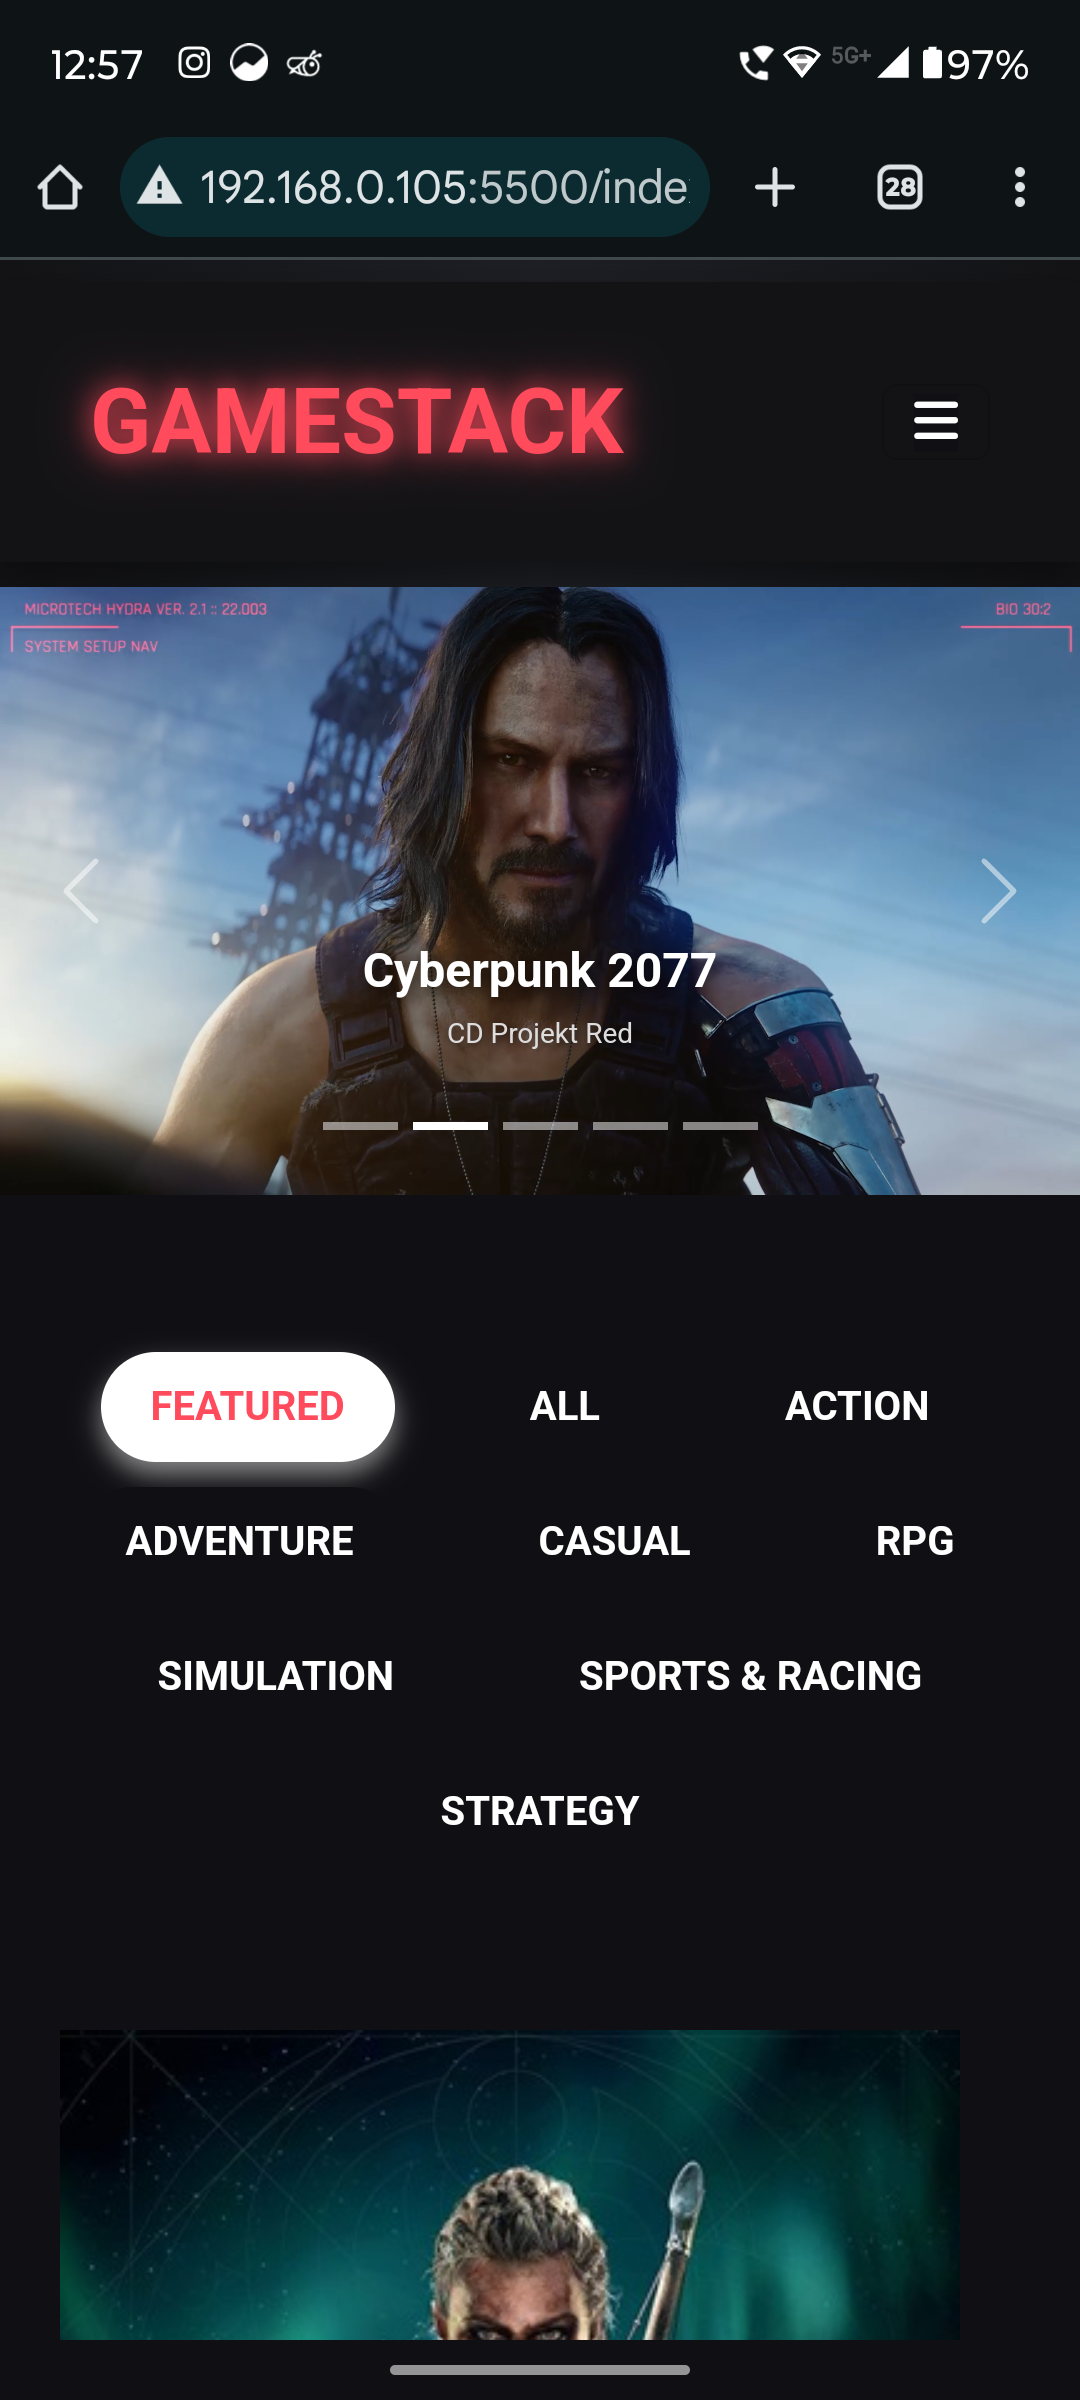 12:57 5G+ 97%
192.168.0.105:5500/inde
28
GAMESTACK
MICROTECH HYDRA VER. 2.1 :: 22.003
BIO 30:2
SYSTEM SETUP NAV
Cyberpunk 2077
CD Projekt Red
FEATURED ALL ACTION
ADVENTURE CASUAL RPG
SIMULATION SPORTS & RACING
STRATEGY